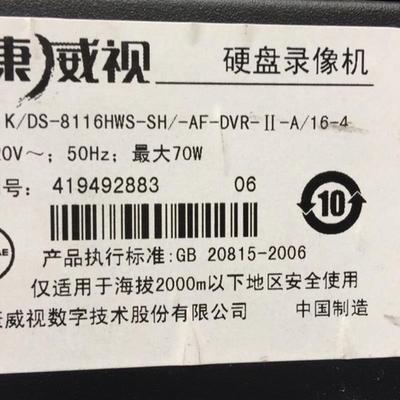 康威视 硬盘录像机
K/DS-8116HWS-SH/-AF-DVR-II-A/16-4
20V~; 50Hz; 最大70W
号: 419492883 06
10
产品执行标准:GB 20815-2006
仅适用于海拔2000m以下地区安全使用
康威视数字技术股份有限公司 中国制造